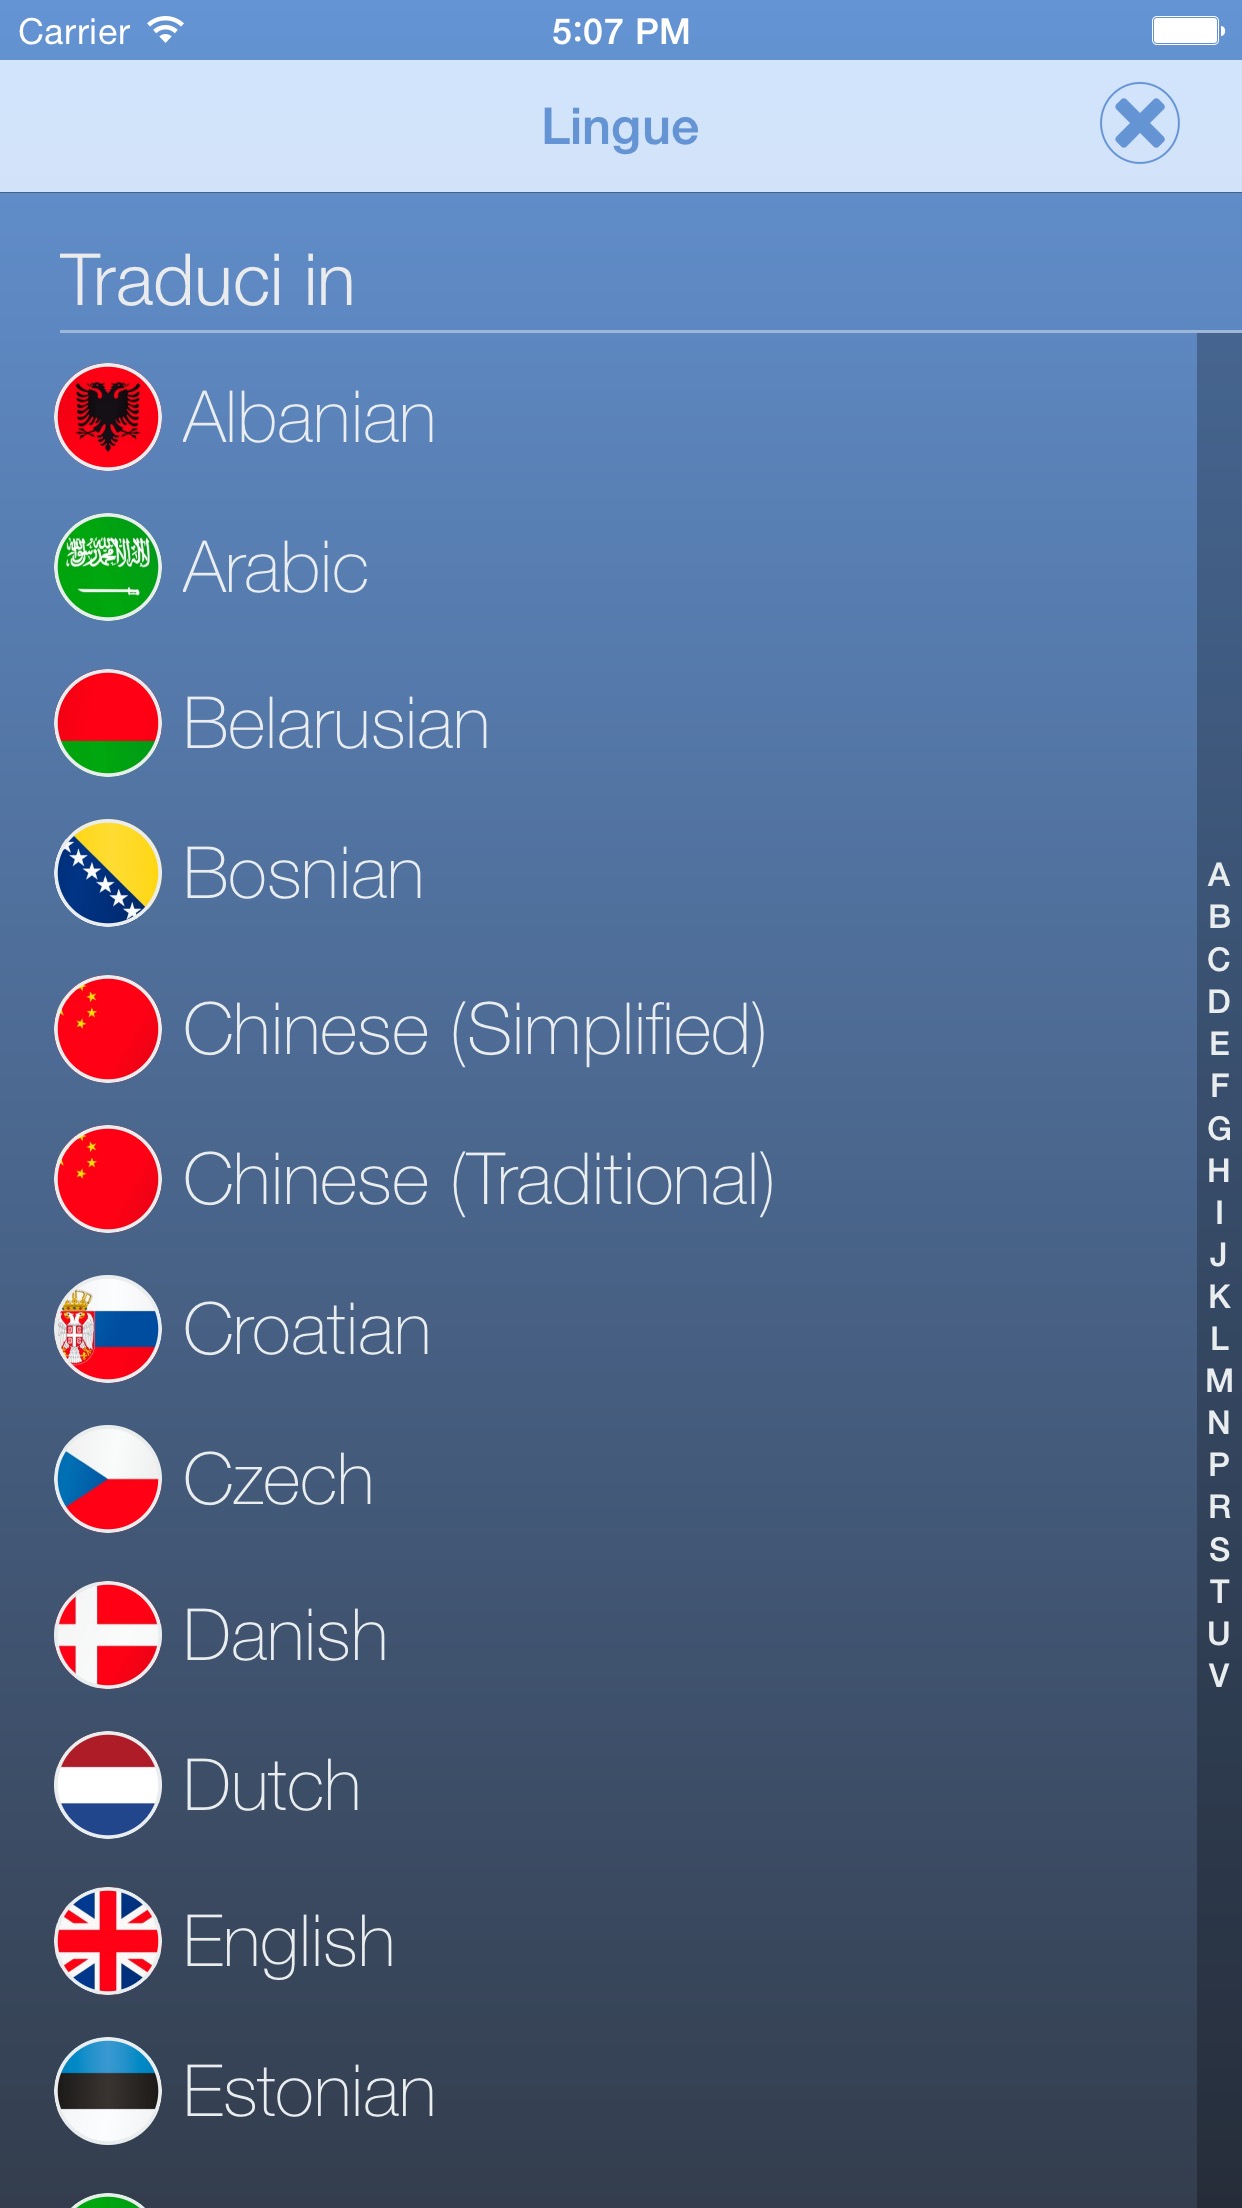 Carrier 5:07 PM
Lingue
Traduci in
Albanian
Arabic
Belarusian
Bosnian
Chinese (Simplified)
Chinese (Traditional)
Croatian
Czech
Danish
Dutch
English
Estonian
A
B
C
D
E
F
G
H
I
J
K
L
M
N
P
R
S
T
U
V